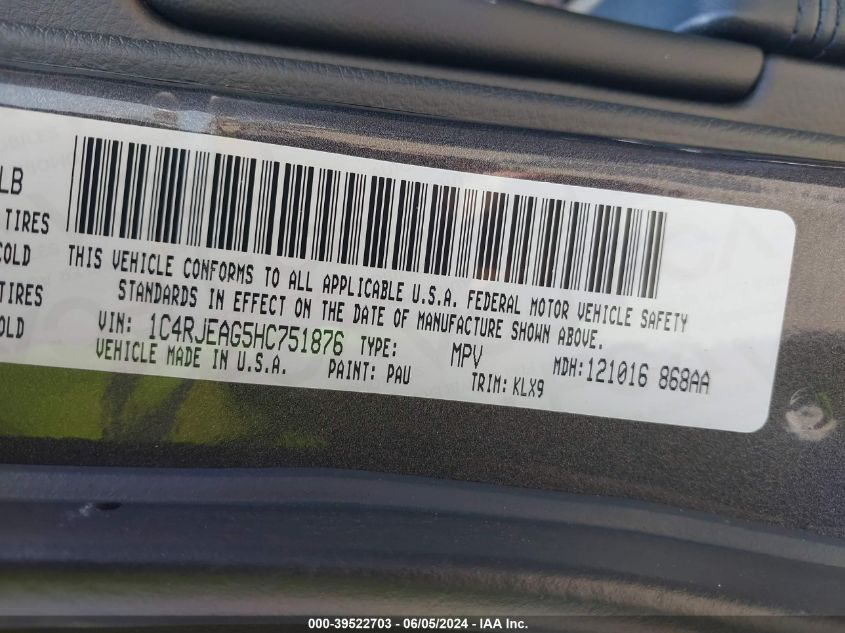 LB
TIRES
COLD
TIRES
OLD
THIS VEHICLE CONFORMS TO ALL APPLICABLE U.S.A. FEDERAL MOTOR VEHICLE SAFETY
STANDARDS IN EFFECT ON THE DATE OF MANUFACTURE SHOWN ABOVE.
VIN: 1C4RJEAG5HC751876 TYPE: MPV MDH:121016 868AA
VEHICLE MADE IN U.S.A. PAINT: PAU TRIM: KLX9
000-39522703 - 06/05/2024 - IAA Inc.